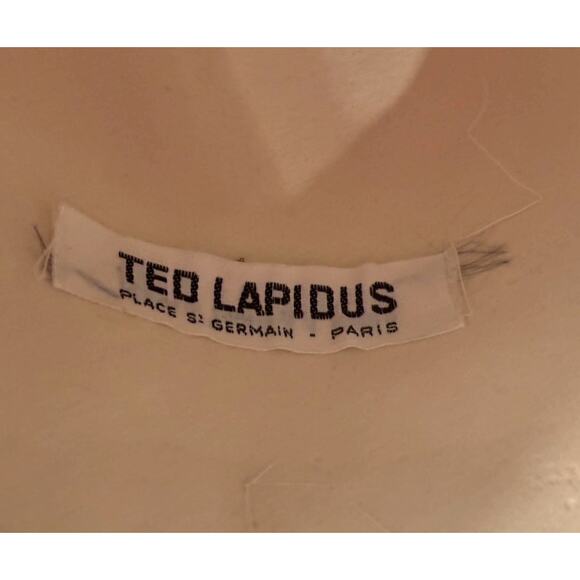 TED LAPIDUS
PLACE ST GERMAIN - PARIS